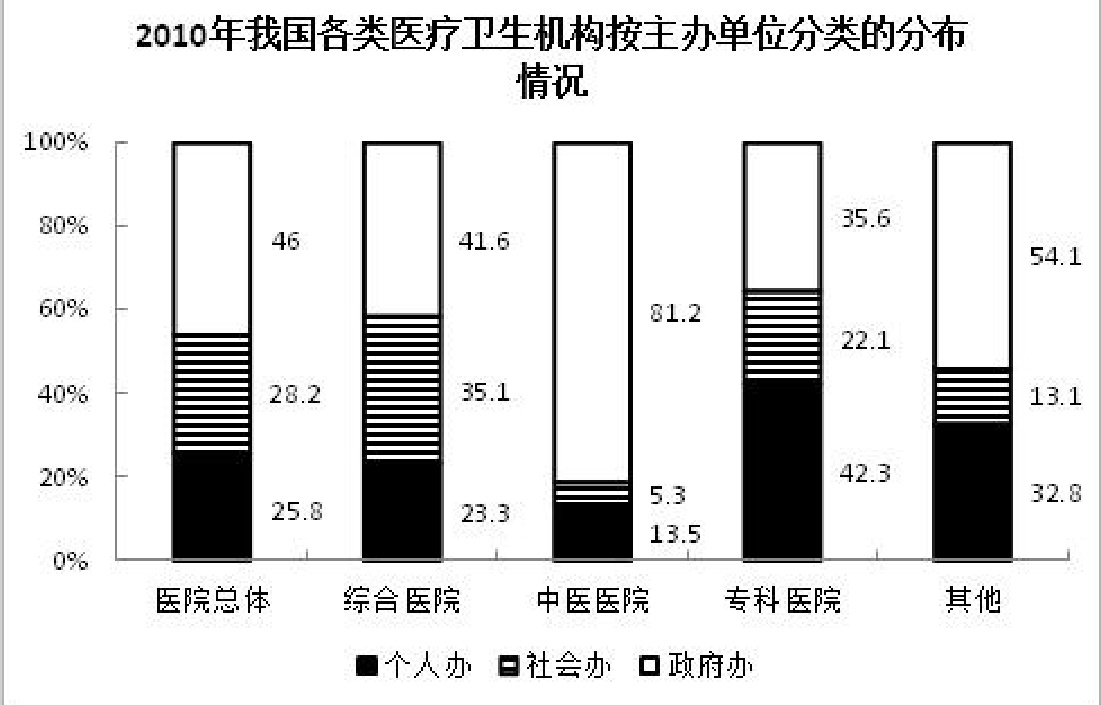 2010年我国各类医疗卫生机构按主办单位分类的分布
情况
100%
80%
60%
40%
20%
0%
46
28.2
25.8
41.6
35.1
23.3
81.2
5.3
13.5
35.6
22.1
42.3
54.1
13.1
32.8
医院总体
综合医院
中医医院
专科医院
其他
个人办
社会办
政府办